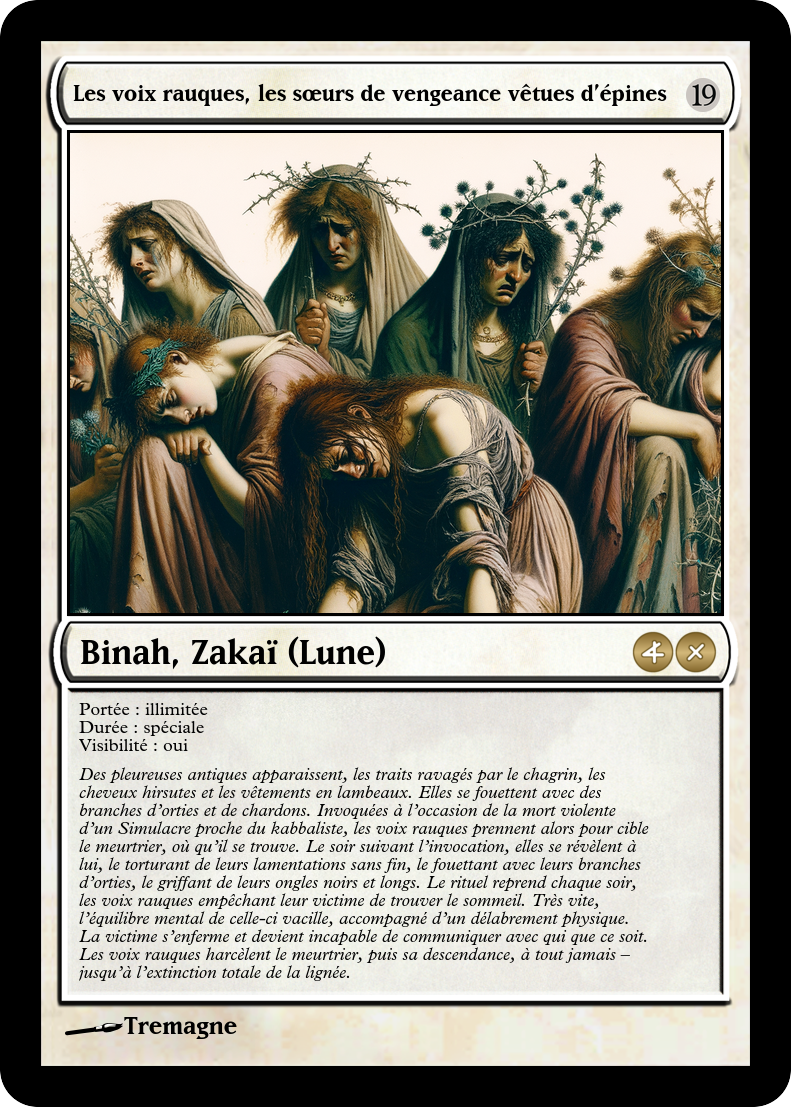 Les voix rauques, les sœurs de vengeance vêtues d'épines
19
Binah, Zakaï (Lune)
Portée : illimitée
Durée : spéciale
Visibilité : oui
Des pleureuses antiques apparaissent, les traits ravagés par le chagrin, les
cheveux hirsutes et les vêtements en lambeaux. Elles se fouettent avec des
branches d'orties et de chardons. Invoquées à l'occasion de la mort violente
d'un Simulacre proche du kabbaliste, les voix rauques prennent alors pour cible
le meurtrier, où qu'il se trouve. Le soir suivant l'invocation, elles se révèlent à
lui, le torturant de leurs lamentations sans fin, le fouettant avec leurs branches
d'orties, le griffant de leurs ongles noirs et longs. Le rituel reprend chaque soir,
les voix rauques empêchant leur victime de trouver le sommeil. Très vite,
l'équilibre mental de celle-ci vacille, accompagné d'un délabrement physique.
La victime s'enferme et devient incapable de communiquer avec qui que ce soit.
Les voix rauques harcèlent le meurtrier, puis sa descendance, à tout jamais –
jusqu'à l'extinction totale de la lignée.
Tremagne